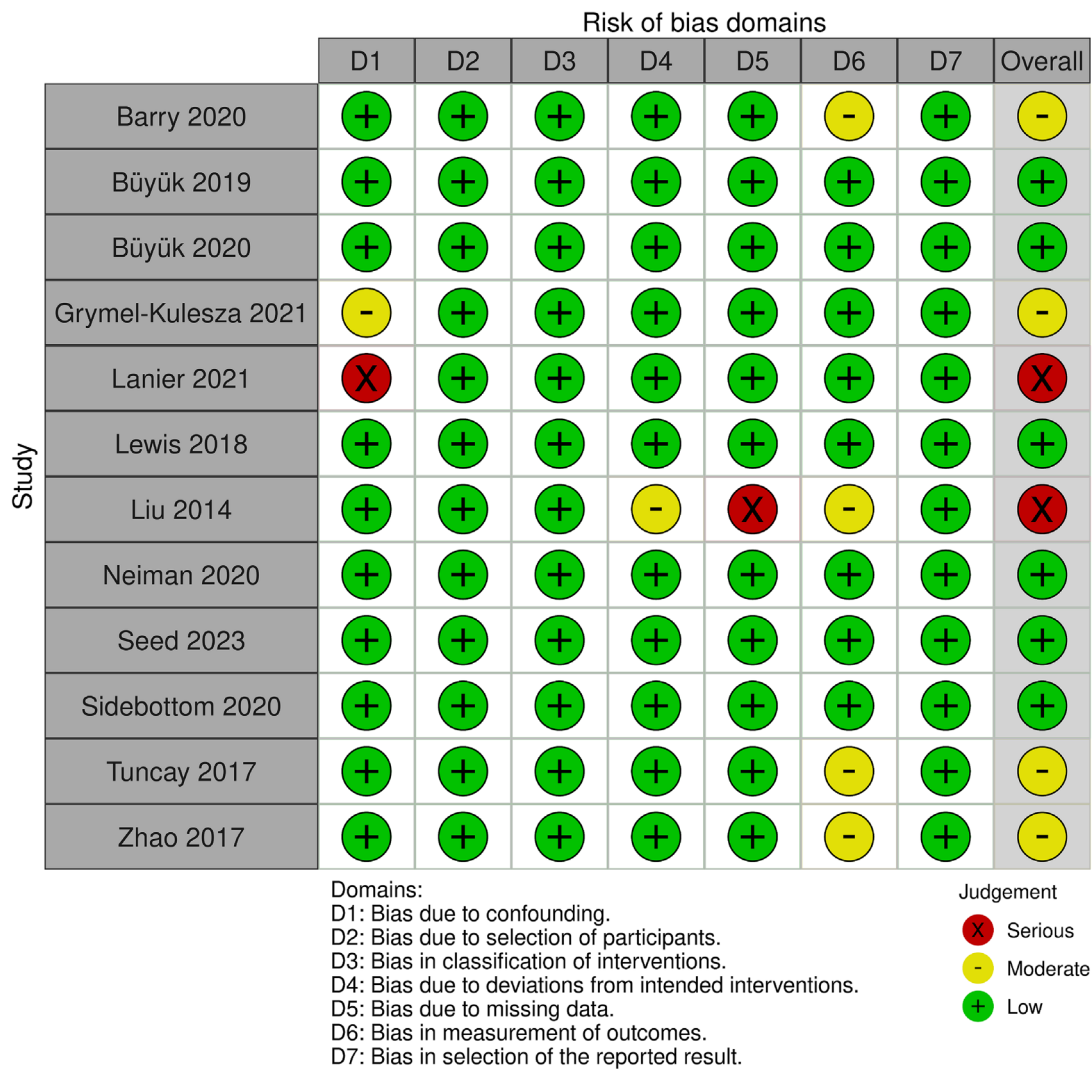 Risk of bias domains
D1 D2 D3 D4 D5 D6 D7 Overall
Study
Barry 2020 + + + + + - + -
Büyük 2019 + + + + + + + +
Büyük 2020 + + + + + + + +
Grymel-Kulesza 2021 - + + + + + + -
Lanier 2021 X + + + + + + X
Lewis 2018 + + + + + + + +
Liu 2014 + + + - X - + X
Neiman 2020 + + + + + + + +
Seed 2023 + + + + + + + +
Sidebottom 2020 + + + + + + + +
Tuncay 2017 + + + + + - + -
Zhao 2017 + + + + + - + -
Domains:
D1: Bias due to confounding.
D2: Bias due to selection of participants.
D3: Bias in classification of interventions.
D4: Bias due to deviations from intended interventions.
D5: Bias due to missing data.
D6: Bias in measurement of outcomes.
D7: Bias in selection of the reported result.
Judgement
X Serious
- Moderate
+ Low